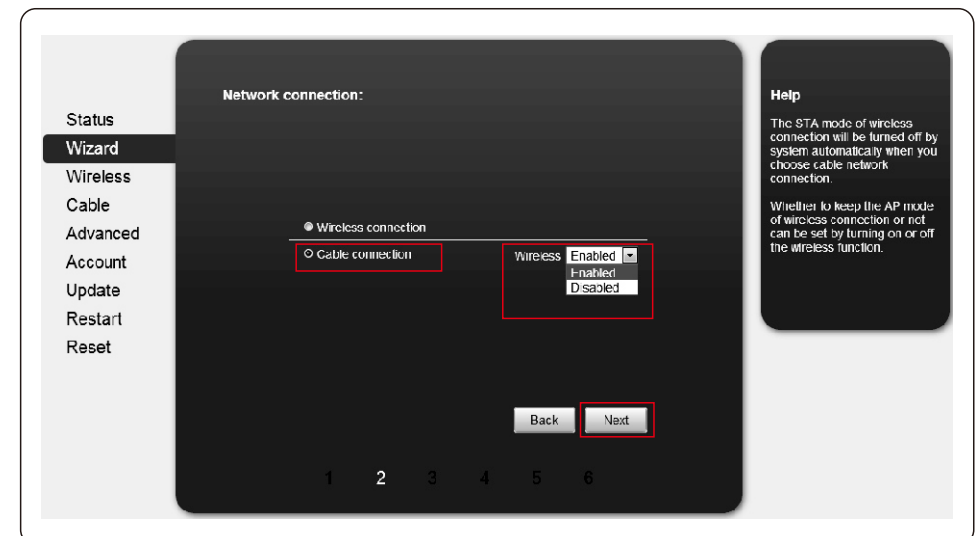 Status
Wizard
Wireless
Cable
Advanced
Account
Update
Restart
Reset
Network connection:
Wireless connection
Cable connection
Wireless Enabled
Enabled
Disabled
Back Next
1 2 3 4 5 6
Help
The STA mode of wireless
connection will be turned off by
system automatically when you
choose cable network
connection.
Whether to keep the AP mode
of wireless connection or not
can be set by turning on or off
the wireless function.